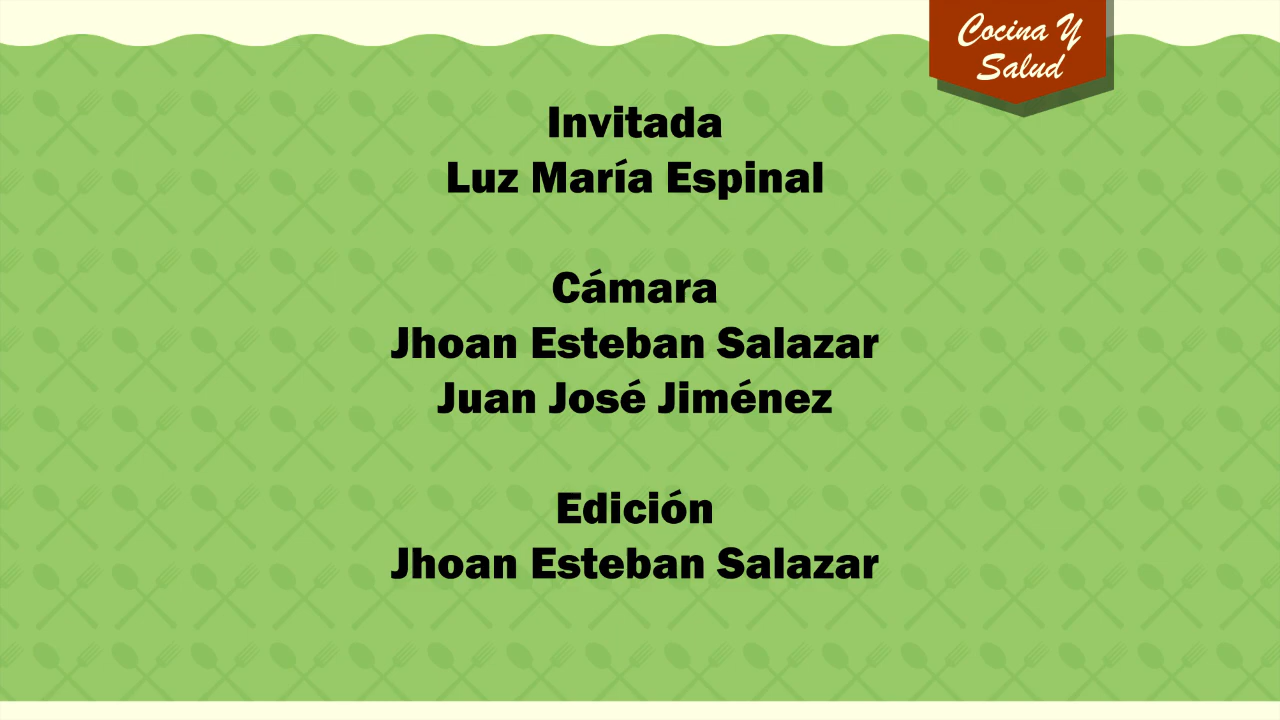 Cocina Y
Salud
Invitada
Luz María Espinal
Cámara
Jhoan Esteban Salazar
Juan José Jiménez
Edición
Jhoan Esteban Salazar